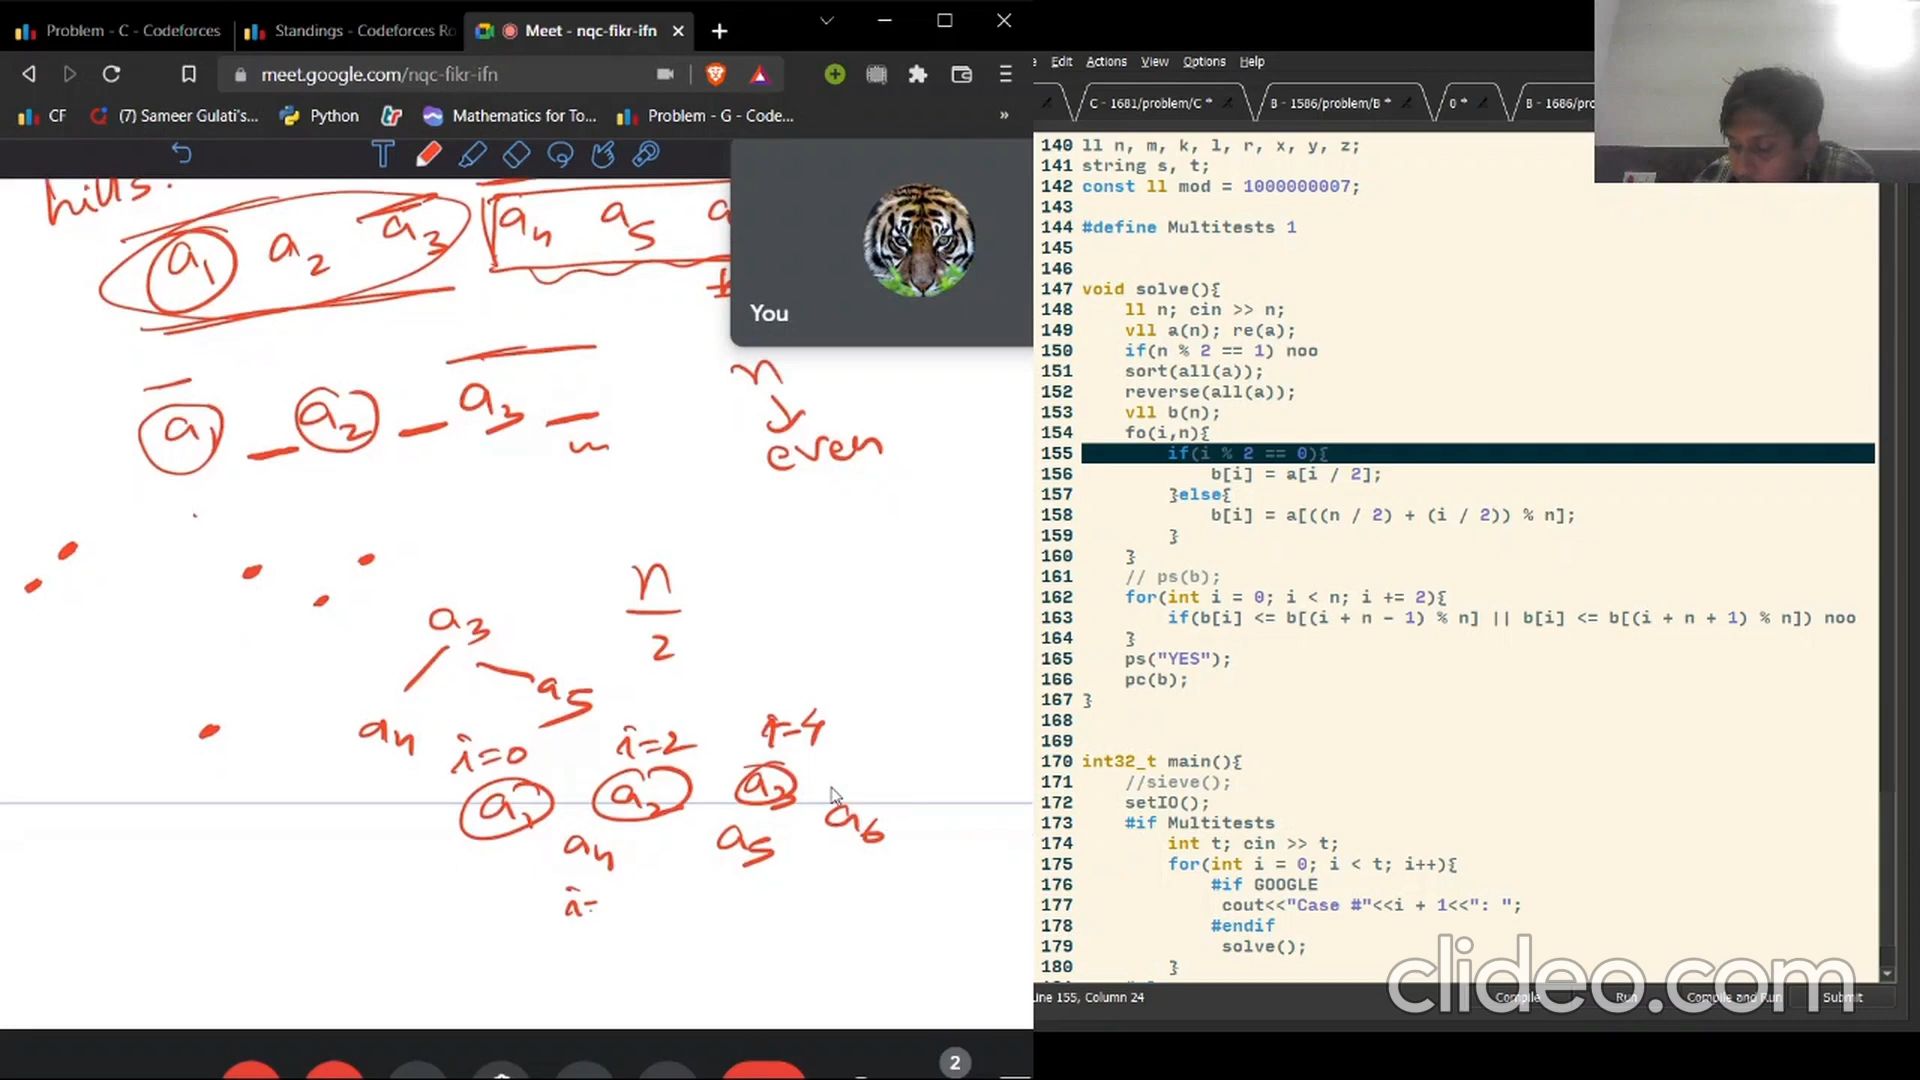 Problem - C - Codeforces
Standings - Codeforces Ro
Meet - nqc-fikr-ifn
meet.google.com/nqc-fikr-ifn
CF
(7) Sameer Gulati's...
Python
Mathematics for To...
Problem - G - Code...
»
hills.
a1 a2 a3 a4 a5
You
a1 _ a2 _ a3 _
n
even
n
2
a3
a4 a5
i=0 i=2 i=4
a1 a2 a3
a4 a5 a6
i=
2
Edit Actions View Options Help
C - 1681/problem/C *
B - 1586/problem/B *
0 *
B - 1686/pro
140 ll n, m, k, l, r, x, y, z;
141 string s, t;
142 const ll mod = 1000000007;
143
144 #define Multitests 1
145
146
147 void solve(){
148 ll n; cin >> n;
149 vll a(n); re(a);
150 if(n % 2 == 1) noo
151 sort(all(a));
152 reverse(all(a));
153 vll b(n);
154 fo(i,n){
155 if(i % 2 == 0){
156 b[i] = a[i / 2];
157 }else{
158 b[i] = a[((n / 2) + (i / 2)) % n];
159 }
160 }
161 // ps(b);
162 for(int i = 0; i < n; i += 2){
163 if(b[i] <= b[(i + n - 1) % n] || b[i] <= b[(i + n + 1) % n]) noo
164 }
165 ps("YES");
166 pc(b);
167 }
168
169
170 int32_t main(){
171 //sieve();
172 setIO();
173 #if Multitests
174 int t; cin >> t;
175 for(int i = 0; i < t; i++){
176 #if GOOGLE
177 cout<<"Case #"<<i + 1<<": ";
178 #endif
179 solve();
180 }
Line 155, Column 24
Compile
Run
Compile and Run
Submit
clideo.com